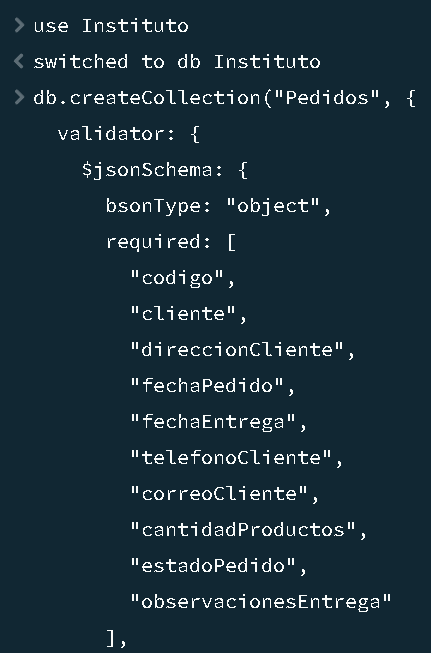 > use Instituto
< switched to db Instituto
> db.createCollection("Pedidos", {
validator: {
$jsonSchema: {
bsonType: "object",
required: [
"codigo",
"cliente",
"direccionCliente",
"fechaPedido",
"fechaEntrega",
"telefonoCliente",
"correoCliente",
"cantidadProductos",
"estadoPedido",
"observacionesEntrega"
],